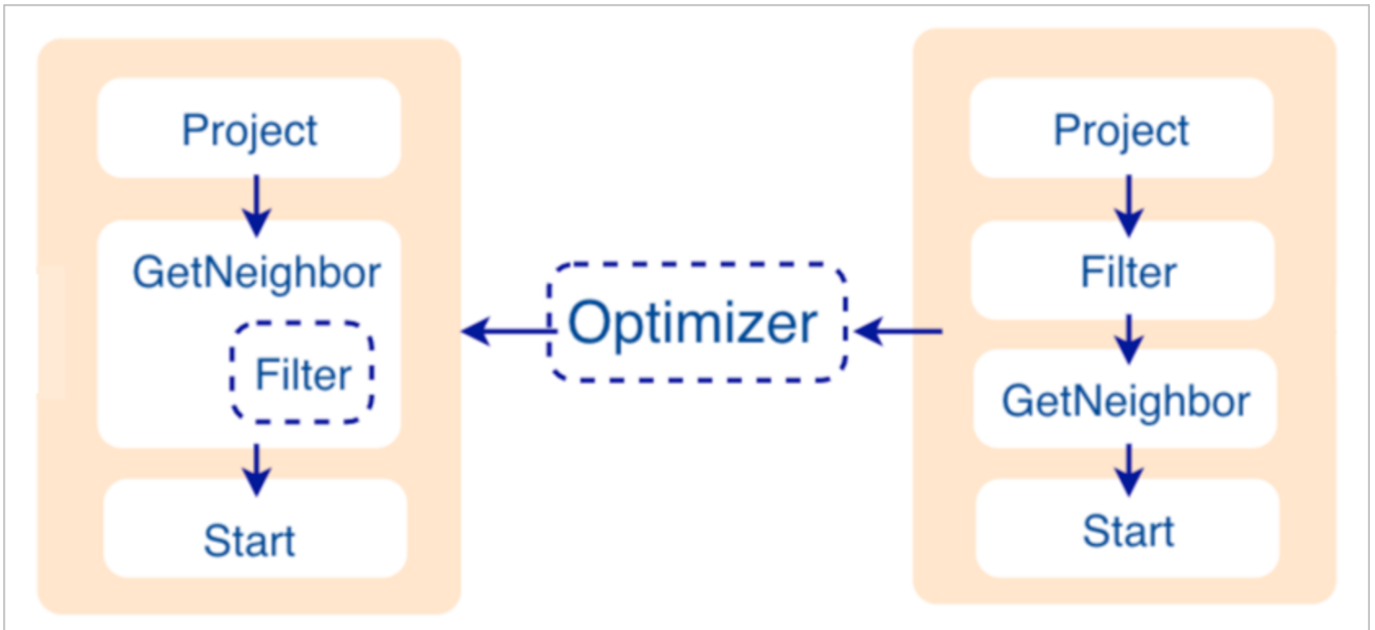 Project
GetNeighbor
Filter
Start
Optimizer
Project
Filter
GetNeighbor
Start